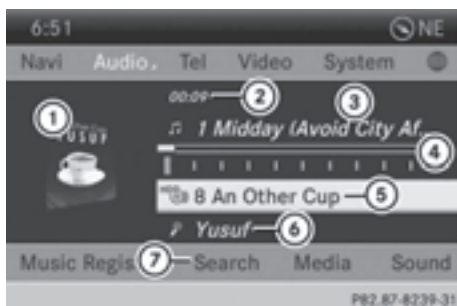 6:51 NE
Navi Audio. Tel Video System
1
YUSUF
00:09 2 3
1 Midday (Avoid City Af...
4
8 An Other Cup 5
Yusuf 6
Music Regis 7 Search Media Sound
P82.87-8239-31